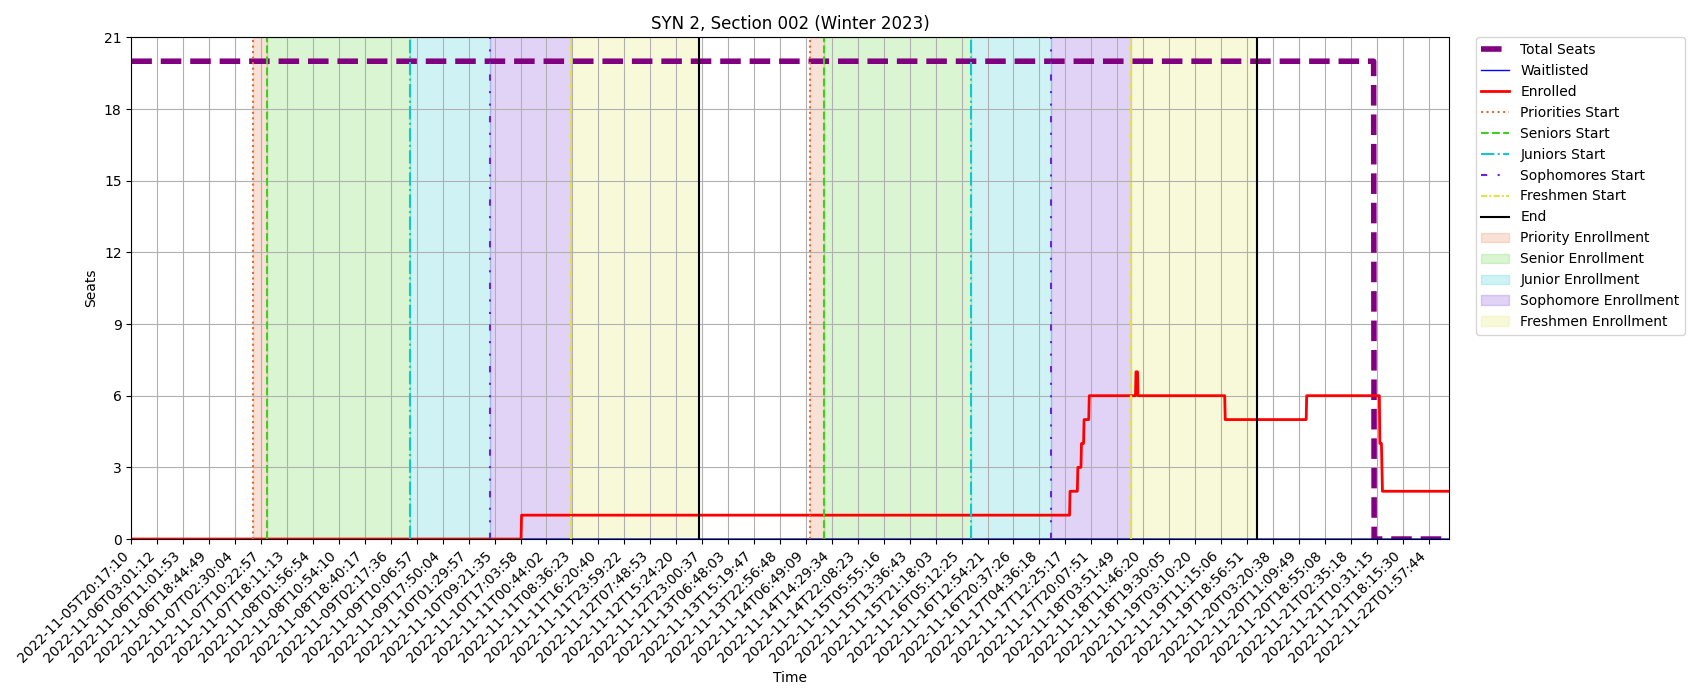 SYN 2, Section 002 (Winter 2023)
21
18
15
12
9
6
3
0
Seats
2022-11-05T20:17:10
2022-11-06T03:01:12
2022-11-06T11:01:53
2022-11-06T18:44:49
2022-11-07T02:30:04
2022-11-07T10:22:57
2022-11-07T18:11:13
2022-11-08T01:56:54
2022-11-08T10:54:10
2022-11-08T18:40:17
2022-11-09T02:17:36
2022-11-09T10:06:57
2022-11-09T17:50:04
2022-11-10T01:29:57
2022-11-10T09:21:35
2022-11-10T17:03:58
2022-11-11T00:44:02
2022-11-11T08:36:23
2022-11-11T16:20:40
2022-11-11T23:59:22
2022-11-12T07:48:53
2022-11-12T15:24:20
2022-11-12T23:00:37
2022-11-13T06:48:03
2022-11-13T15:19:47
2022-11-13T22:56:48
2022-11-14T06:49:09
2022-11-14T14:29:34
2022-11-14T22:08:23
2022-11-15T05:55:16
2022-11-15T13:36:43
2022-11-15T21:18:03
2022-11-16T05:12:25
2022-11-16T12:54:21
2022-11-16T20:37:26
2022-11-17T04:36:18
2022-11-17T12:25:17
2022-11-17T20:07:51
2022-11-18T03:51:49
2022-11-18T11:46:20
2022-11-18T19:30:05
2022-11-19T03:10:20
2022-11-19T11:15:06
2022-11-19T18:56:51
2022-11-20T03:20:38
2022-11-20T11:09:49
2022-11-20T18:55:08
2022-11-21T02:35:18
2022-11-21T10:31:15
2022-11-21T18:15:30
2022-11-22T01:57:44
Time
Total Seats
Waitlisted
Enrolled
Priorities Start
Seniors Start
Juniors Start
Sophomores Start
Freshmen Start
End
Priority Enrollment
Senior Enrollment
Junior Enrollment
Sophomore Enrollment
Freshmen Enrollment